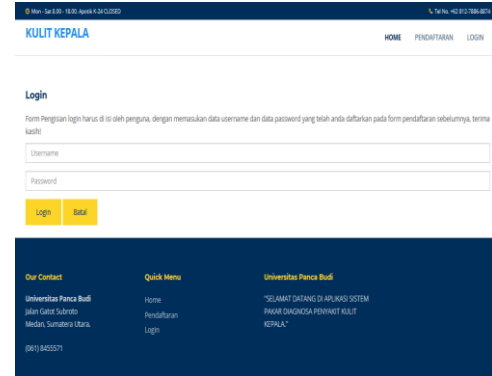 Mon - Sat 8.00 - 18.00. Apotik K-24 CLOSED
Tel No. +62 812-7886-8074
KULIT KEPALA
HOME PENDAFTARAN LOGIN
Login
Form Pengisian login harus di isi oleh penguna, dengan memasukan data username dan data password yang telah anda daftarkan pada form pendaftaran sebelumnya, terima
kasih!
Username
Password
Login Batal
Our Contact
Universitas Panca Budi
Jalan Gatot Subroto
Medan, Sumatera Utara.
(061) 8455571
Quick Menu
Home
Pendaftaran
Login
Universitas Panca Budi
"SELAMAT DATANG DI APLIKASI SISTEM
PAKAR DIAGNOSA PENYAKIT KULIT
KEPALA."